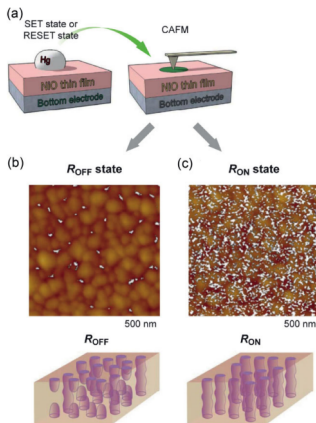 (a)
SET state or
RESET state
CAFM
Hg
NiO thin film
Bottom electrode
NiO thin film
Bottom electrode
(b)
(c)
R_OFF state
R_ON state
500 nm
500 nm
R_OFF
R_ON